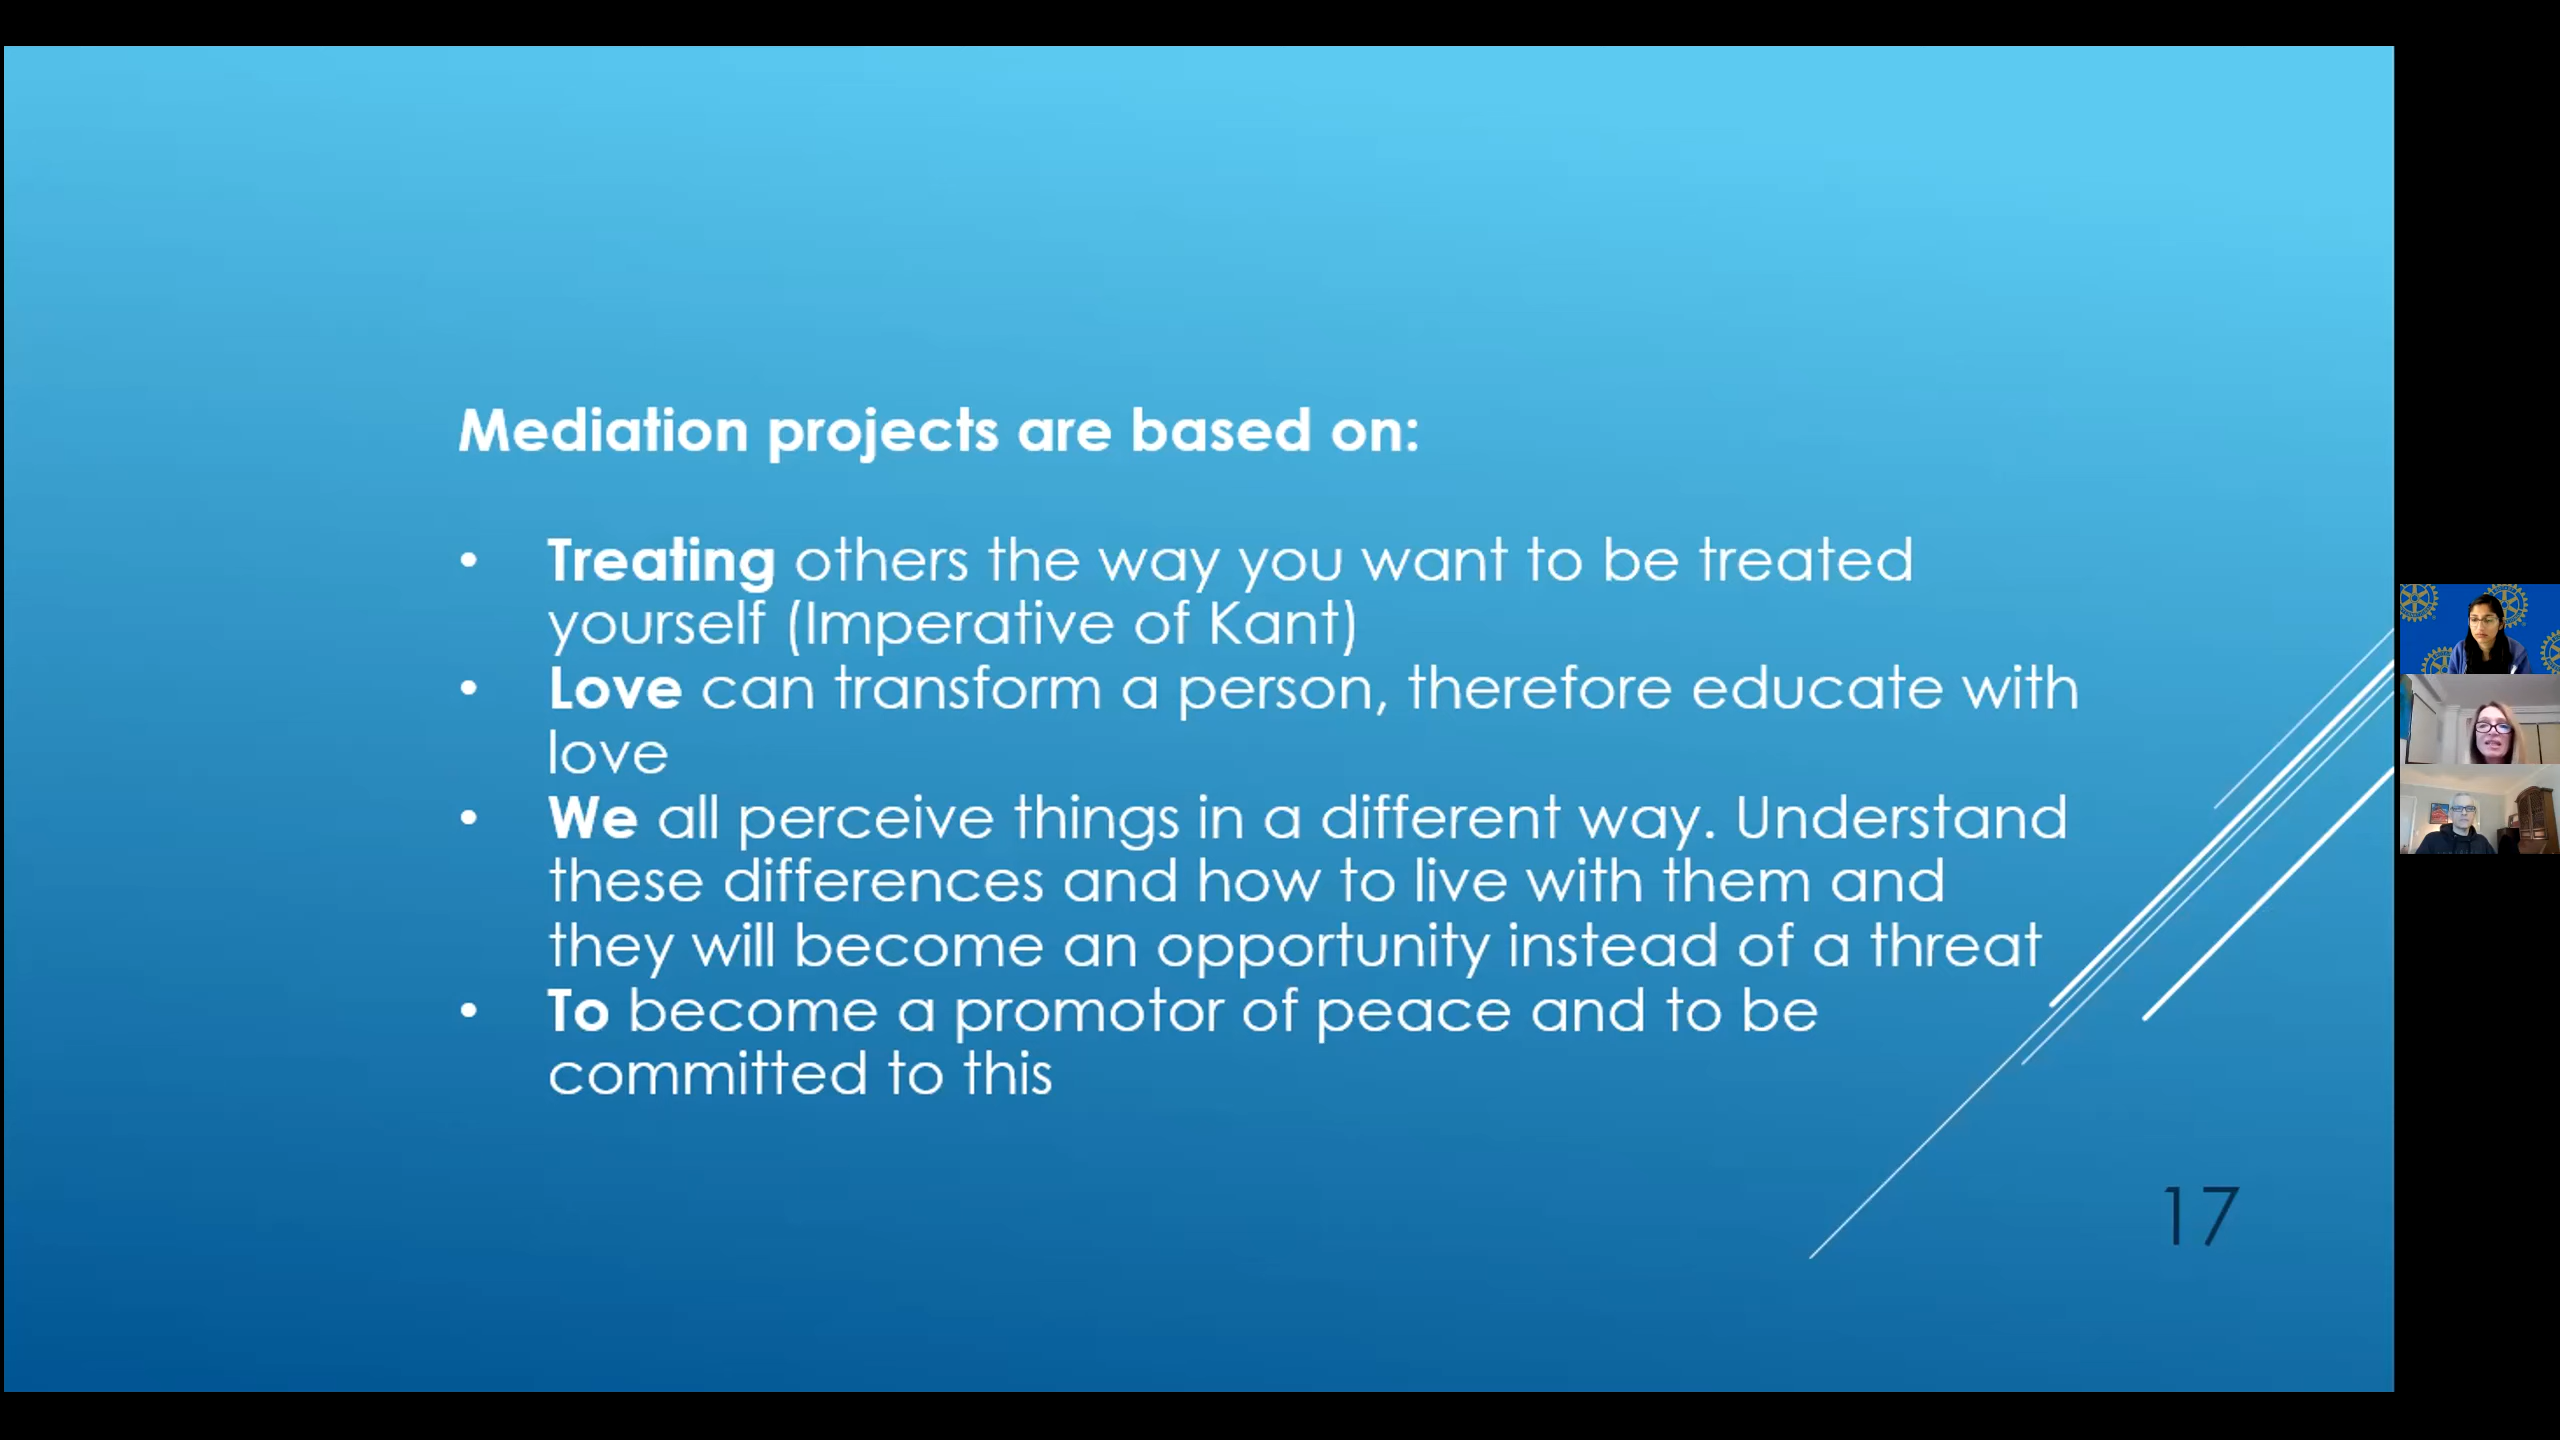 Mediation projects are based on:
• Treating others the way you want to be treated
yourself (Imperative of Kant)
• Love can transform a person, therefore educate with
love
• We all perceive things in a different way. Understand
these differences and how to live with them and
they will become an opportunity instead of a threat
• To become a promotor of peace and to be
committed to this
17